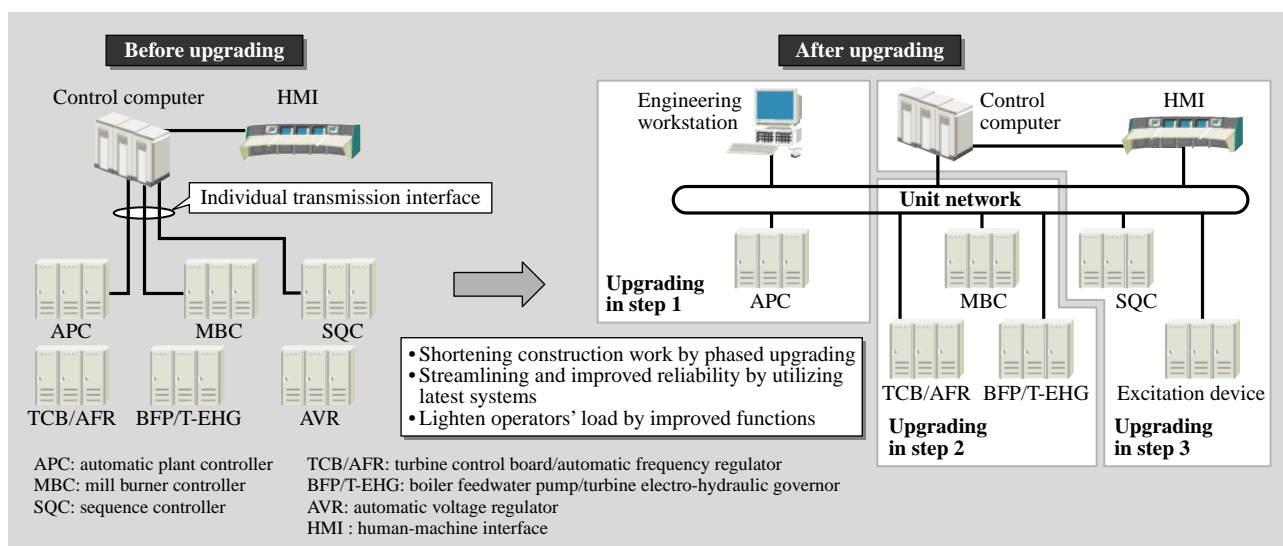 Before upgrading
Control computer
HMI
Individual transmission interface
APC
MBC
SQC
TCB/AFR
BFP/T-EHG
AVR
After upgrading
Engineering
workstation
Control
computer
HMI
Unit network
Upgrading
in step 1
APC
MBC
SQC
TCB/AFR
BFP/T-EHG
Excitation device
Upgrading
in step 2
Upgrading
in step 3
• Shortening construction work by phased upgrading
• Streamlining and improved reliability by utilizing
latest systems
• Lighten operators' load by improved functions
APC: automatic plant controller
MBC: mill burner controller
SQC: sequence controller
TCB/AFR: turbine control board/automatic frequency regulator
BFP/T-EHG: boiler feedwater pump/turbine electro-hydraulic governor
AVR: automatic voltage regulator
HMI : human-machine interface